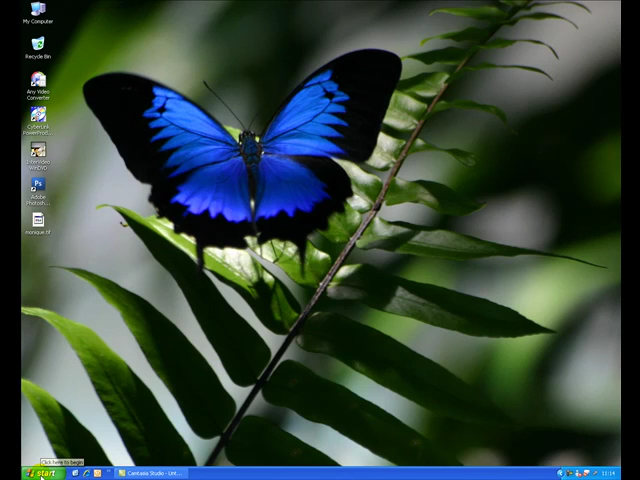 My Computer
Recycle Bin
Any Video
Converter
CyberLink
PowerProd...
InterVideo
WinDVD
Adobe
Photosh...
monique.tif
Click here to begin
start
Camtasia Studio - Unt...
11:14